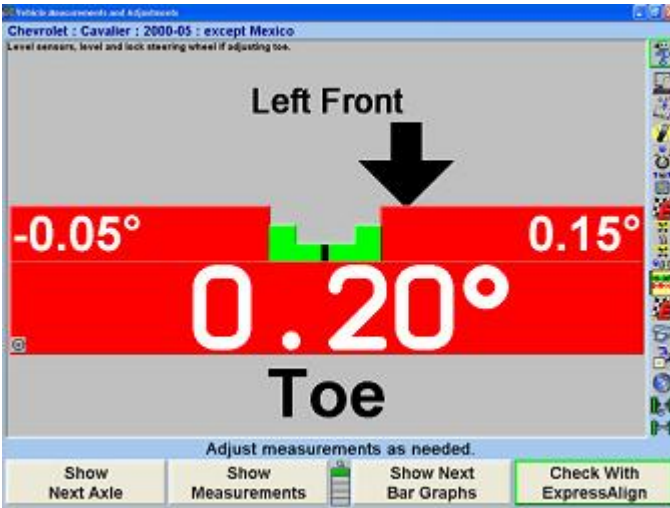 Vehicle Measurements and Adjustments
Chevrolet : Cavalier : 2000-05 : except Mexico
Level sensors, level and lock steering wheel if adjusting toe.
Left Front
-0.05° 0.15°
0.20°
Toe
Adjust measurements as needed.
Show Next Axle
Show Measurements
Show Next Bar Graphs
Check With ExpressAlign